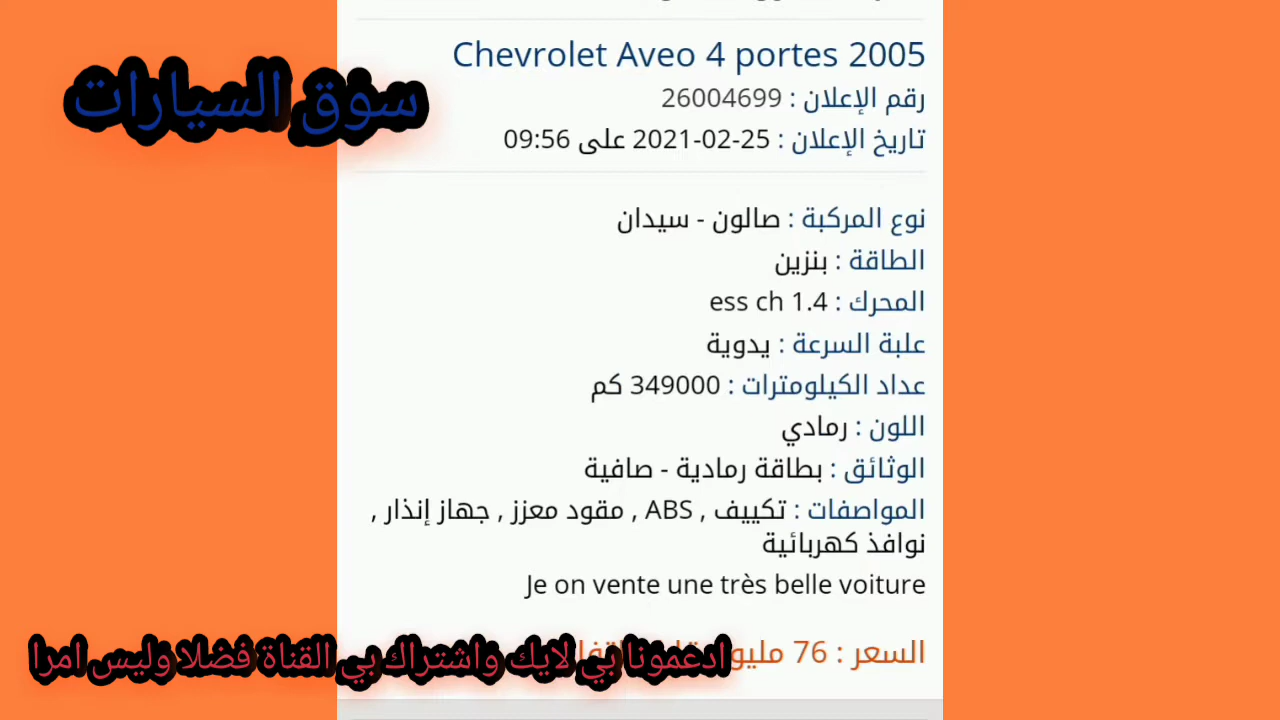 Chevrolet Aveo 4 portes 2005
سوق السيارات
رقم الإعلان : 26004699
تاريخ الإعلان : 25-02-2021 على 09:56
نوع المركبة : صالون - سيدان
الطاقة : بنزين
المحرك : 1.4 ess ch
علبة السرعة : يدوية
عداد الكيلومترات : 349000 كم
اللون : رمادي
الوثائق : بطاقة رمادية - صافية
المواصفات : تكييف , ABS , مقود معزز , جهاز إنذار ,
نوافذ كهربائية
Je on vente une très belle voiture
السعر : 76
ادعمونا بي لايك واشتراك بي القناة فضلا وليس امرا